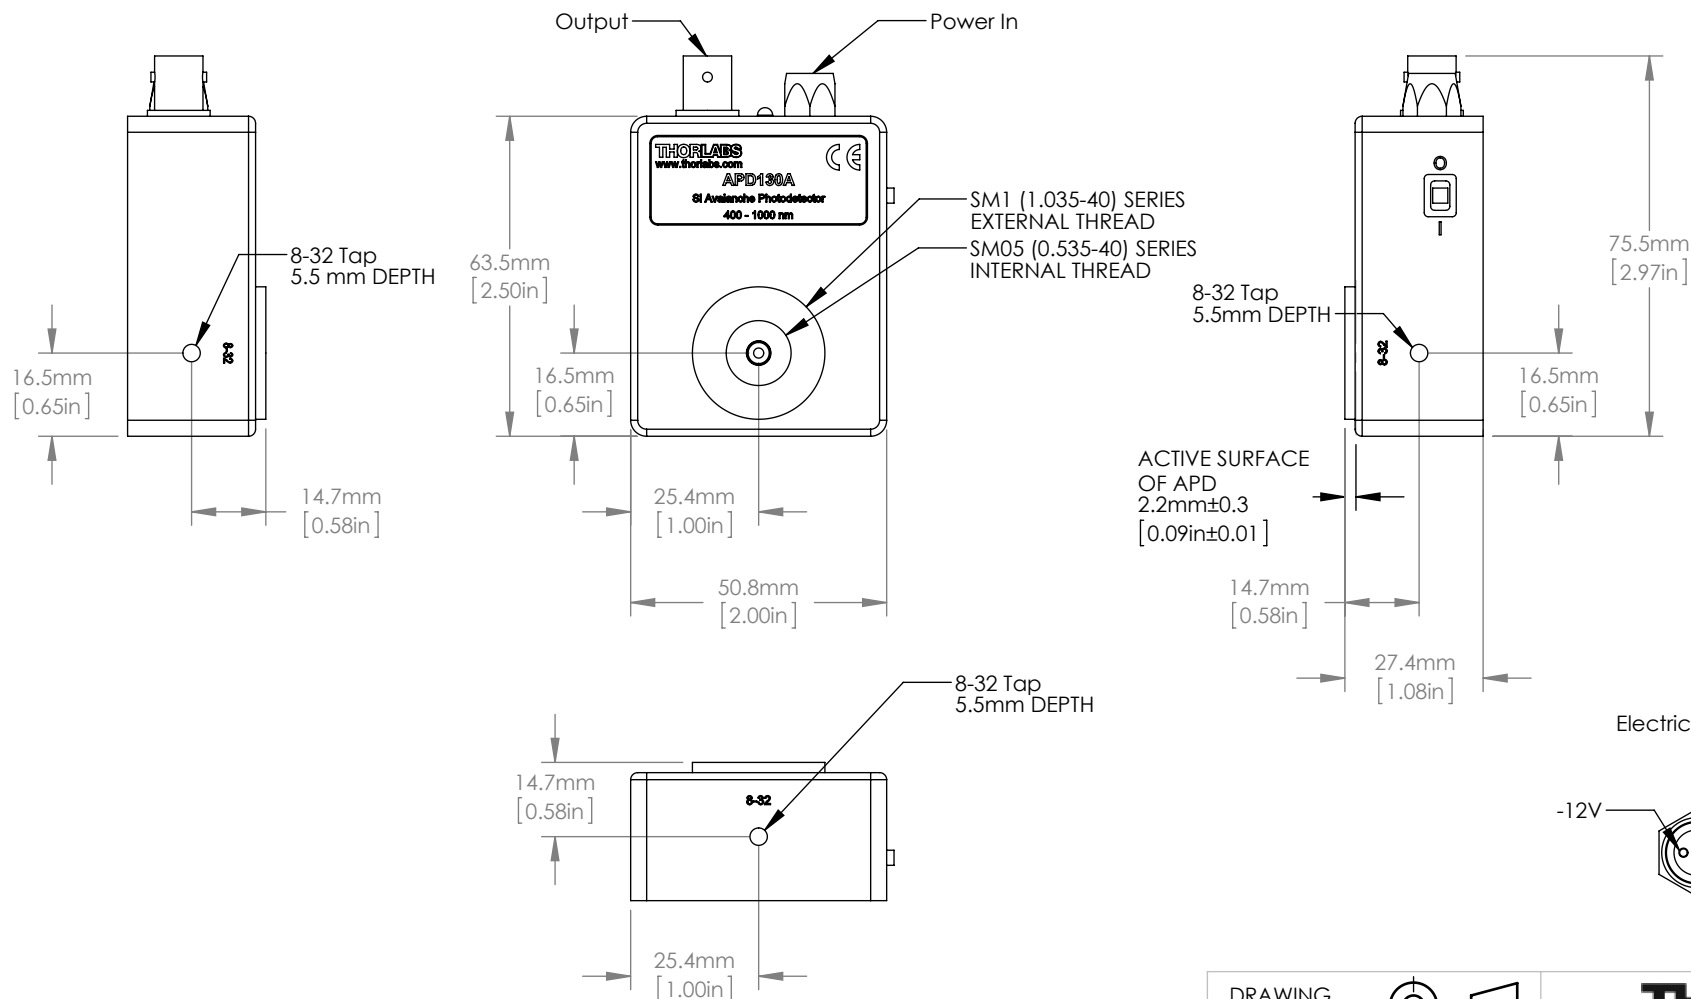 Output
Power In
THORLABS
www.thorlabs.com
CE
APD130A
Si Avalanche Photodetector
400 - 1000 nm
SM1 (1.035-40) SERIES
EXTERNAL THREAD
SM05 (0.535-40) SERIES
INTERNAL THREAD
8-32 Tap
5.5 mm DEPTH
8-32
16.5mm
[0.65in]
14.7mm
[0.58in]
63.5mm
[2.50in]
16.5mm
[0.65in]
25.4mm
[1.00in]
50.8mm
[2.00in]
O
I
8-32 Tap
5.5mm DEPTH
8-32
75.5mm
[2.97in]
16.5mm
[0.65in]
ACTIVE SURFACE
OF APD
2.2mm±0.3
[0.09in±0.01]
14.7mm
[0.58in]
27.4mm
[1.08in]
8-32 Tap
5.5mm DEPTH
8-32
14.7mm
[0.58in]
25.4mm
[1.00in]
Electric
-12V
DRAWING